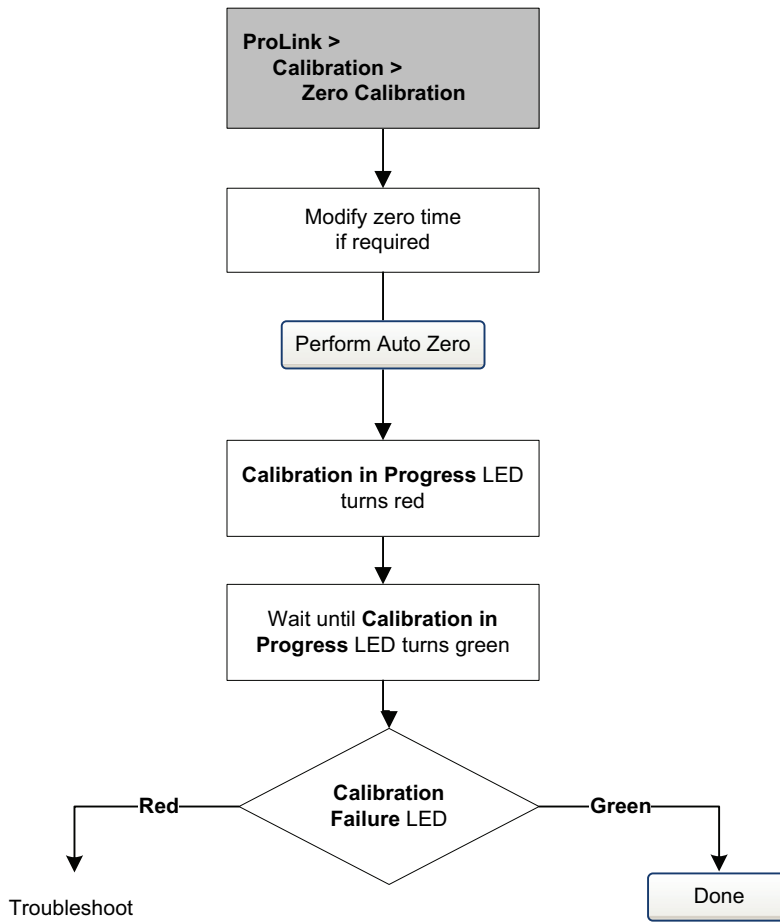 ProLink >
Calibration >
Zero Calibration
Modify zero time
if required
Perform Auto Zero
Calibration in Progress LED
turns red
Wait until Calibration in
Progress LED turns green
Calibration
Failure LED
Red
Green
Troubleshoot
Done